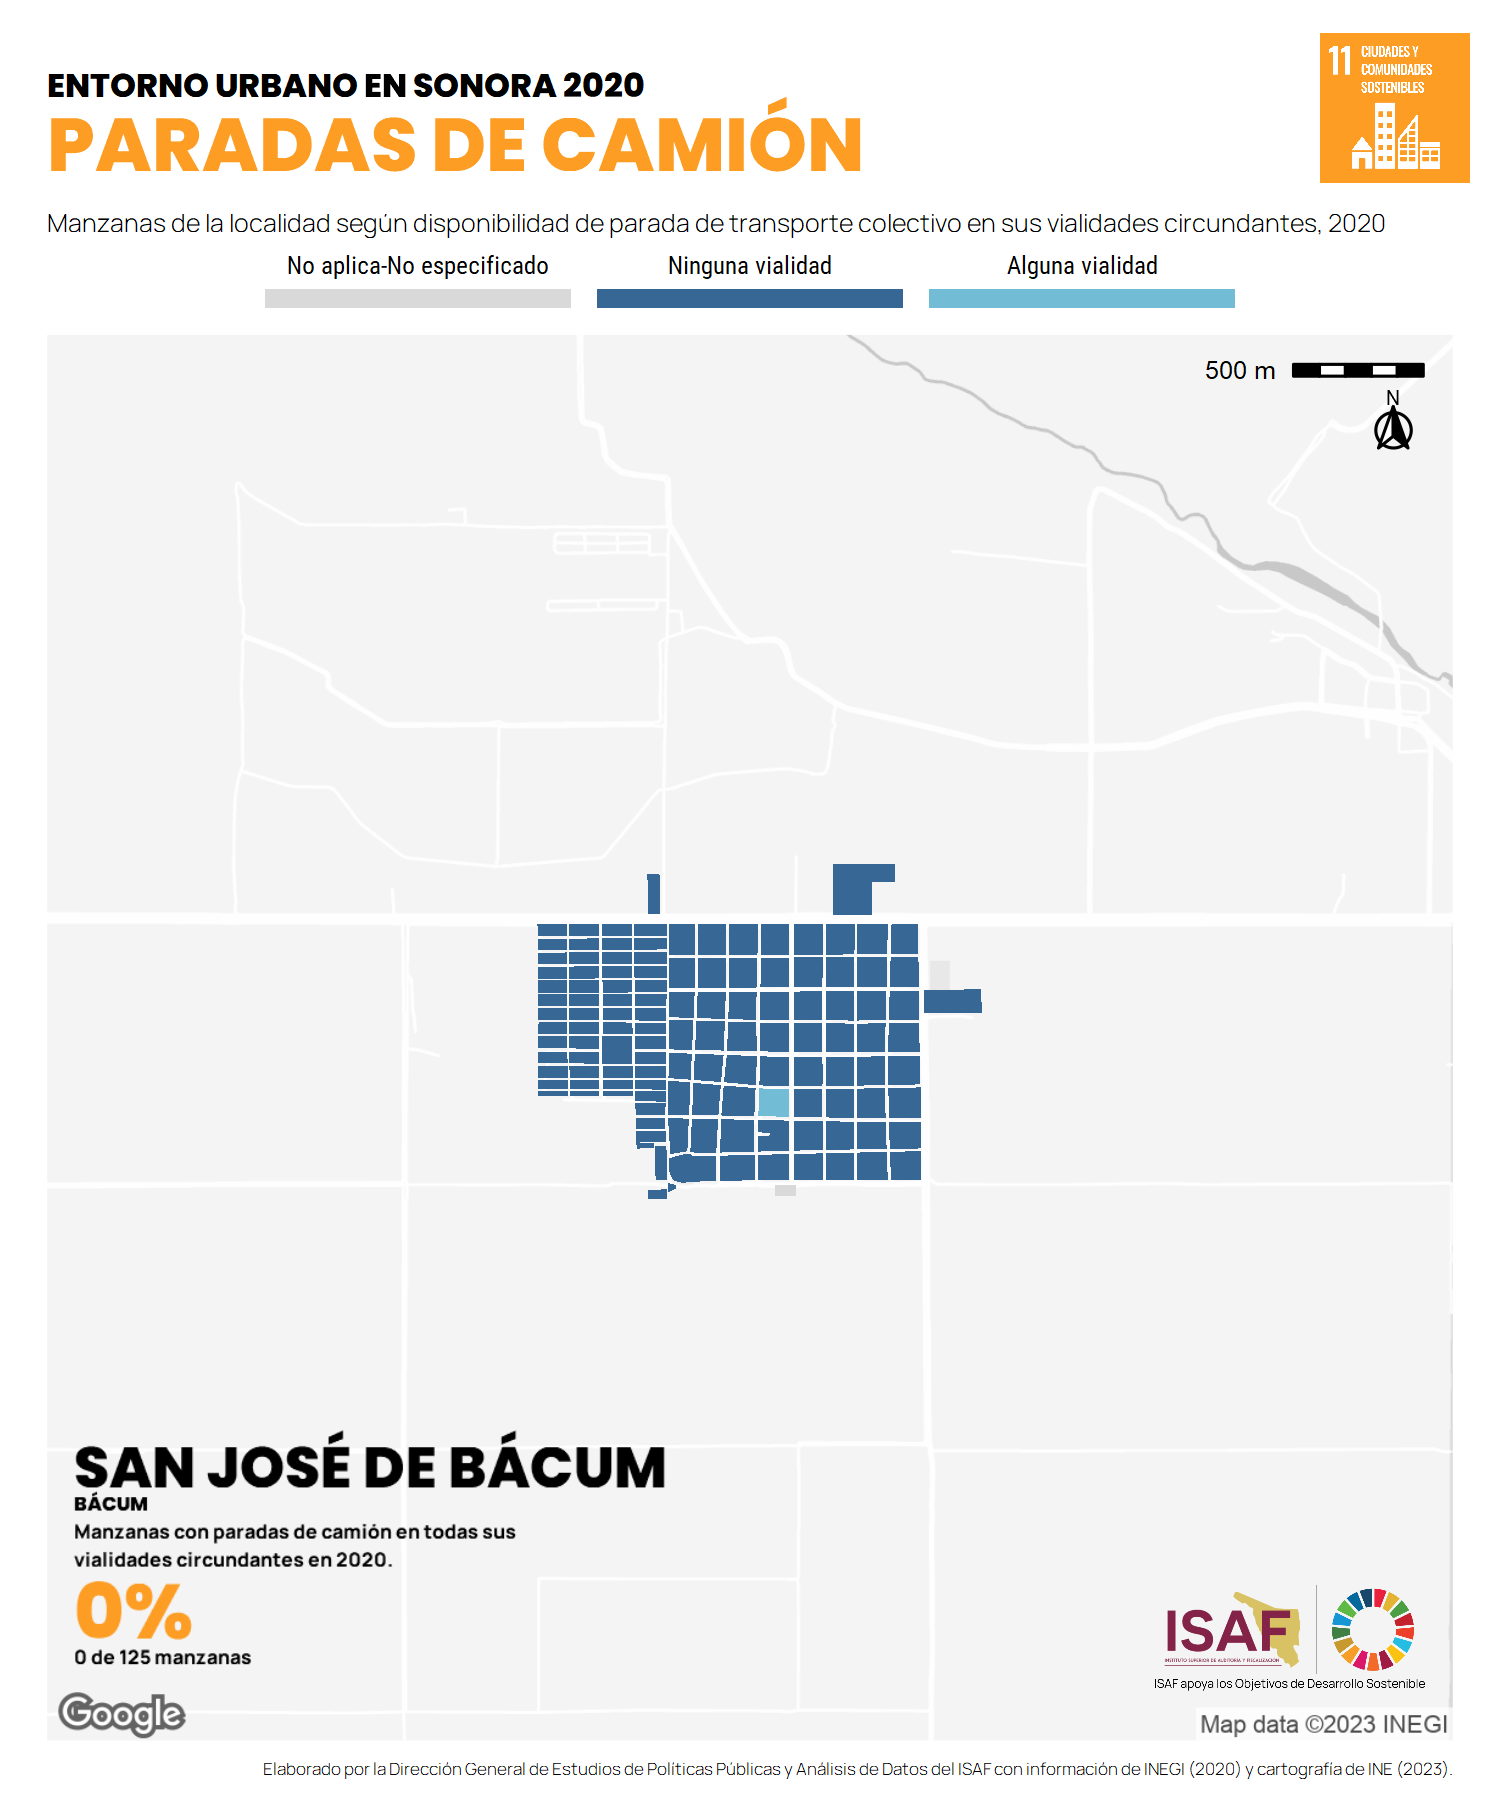 ENTORNO URBANO EN SONORA 2020
PARADAS DE CAMIÓN
11 CIUDADES Y
COMUNIDADES
SOSTENIBLES
Manzanas de la localidad según disponibilidad de parada de transporte colectivo en sus vialidades circundantes, 2020
No aplica-No especificado
Ninguna vialidad
Alguna vialidad
500 m
N
SAN JOSÉ DE BÁCUM
BÁCUM
Manzanas con paradas de camión en todas sus
vialidades circundantes en 2020.
0%
0 de 125 manzanas
ISAF
INSTITUTO SUPERIOR DE AUDITORÍA Y FISCALIZACIÓN
ISAF apoya los Objetivos de Desarrollo Sostenible
Google
Map data ©2023 INEGI
Elaborado por la Dirección General de Estudios de Políticas Públicas y Análisis de Datos del ISAF con información de INEGI (2020) y cartografía de INE (2023).